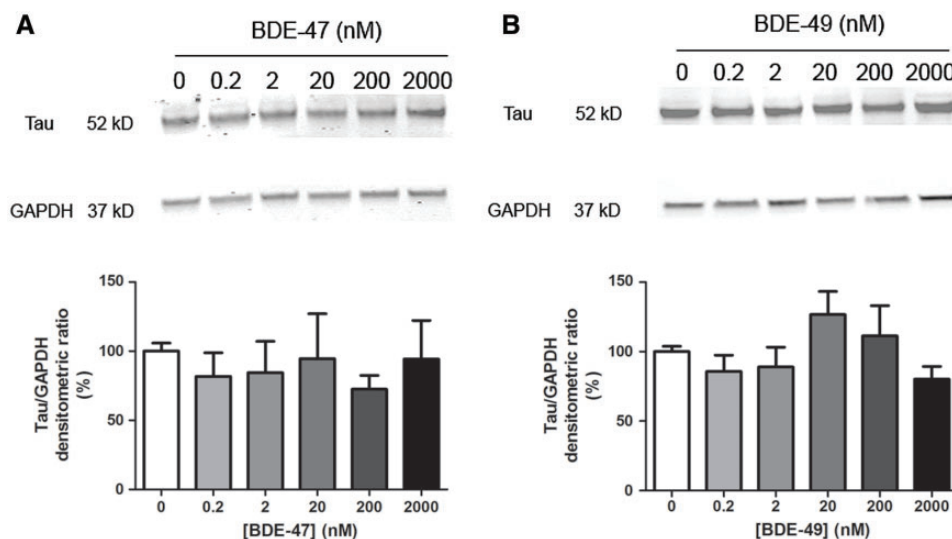 A
BDE-47 (nM)
0 0.2 2 20 200 2000
Tau 52 kD
GAPDH 37 kD
150
100
50
0
Tau/GAPDH
densitometric ratio
(%)
0 0.2 2 20 200 2000
[BDE-47] (nM)
B
BDE-49 (nM)
0 0.2 2 20 200 2000
Tau 52 kD
GAPDH 37 kD
150
100
50
0
Tau/GAPDH
densitometric ratio
(%)
0 0.2 2 20 200 2000
[BDE-49] (nM)